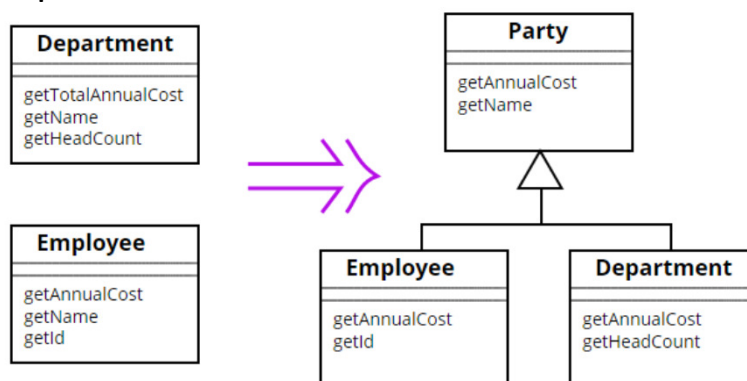 Department
getTotalAnnualCost
getName
getHeadCount
Employee
getAnnualCost
getName
getId
Party
getAnnualCost
getName
Employee
getAnnualCost
getId
Department
getAnnualCost
getHeadCount